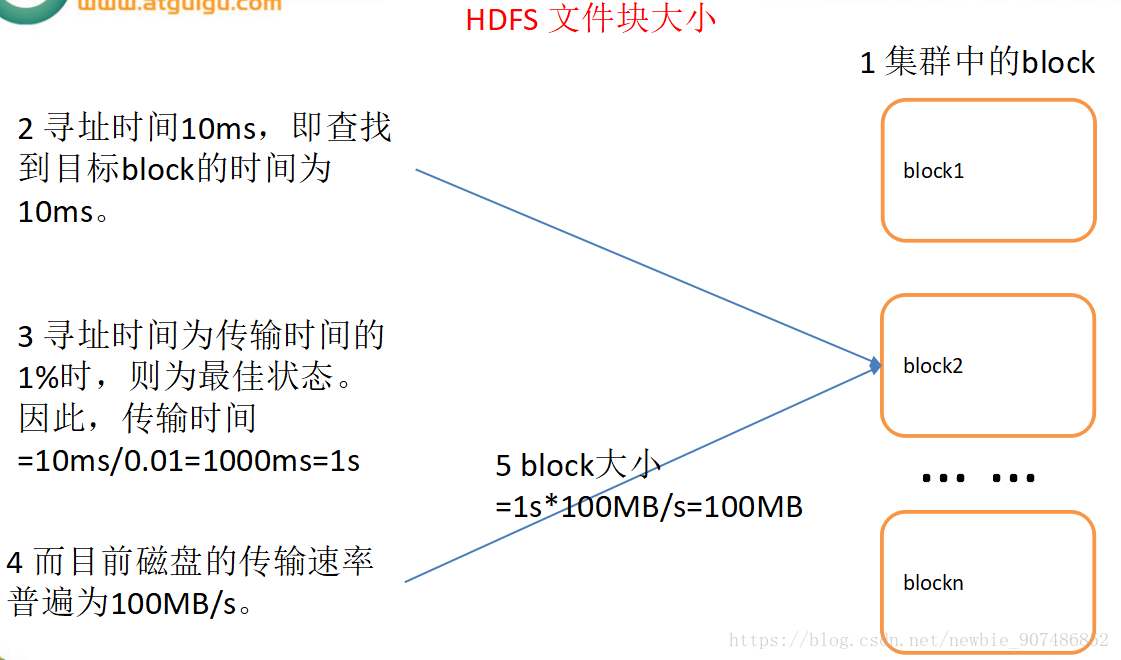 www.atguigu.com
HDFS 文件块大小
1 集群中的block
2 寻址时间10ms，即查找
到目标block的时间为
10ms。
block1
3 寻址时间为传输时间的
1%时，则为最佳状态。
因此，传输时间
=10ms/0.01=1000ms=1s
block2
5 block大小
=1s*100MB/s=100MB
... ...
4 而目前磁盘的传输速率
普遍为100MB/s。
blockn
https://blog.csdn.net/newbie_907486852